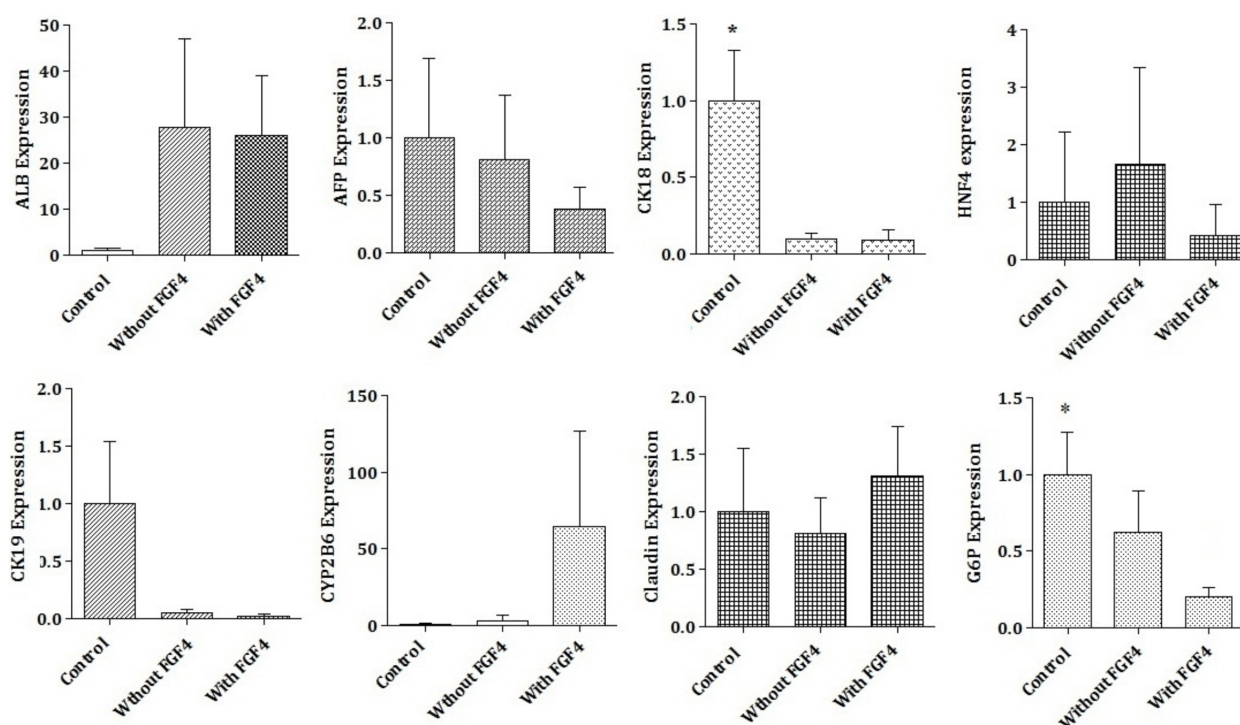 ALB Expression
50
40
30
20
10
0
Control
Wthout FGF4
With FGF4
AFP Expression
2.0
1.5
1.0
0.5
0.0
Control
Without FGF4
With FGF4
CK18 Expression
1.5
1.0
0.5
0.0
*
Control
Without FGF4
With FGF4
HNF4 expression
4
3
2
1
0
Control
Without FGF4
With FGF4
CK19 Expression
2.0
1.5
1.0
0.5
0.0
Control
Without FGF4
With FGF4
CYP2B6 Expression
150
100
50
0
Control
Without FGF4
With FGF4
Claudin Expression
2.0
1.5
1.0
0.5
0.0
Control
Without FGF4
With FGF4
G6P Expression
1.5
1.0
0.5
0.0
*
Control
Without FGF4
With FGF4